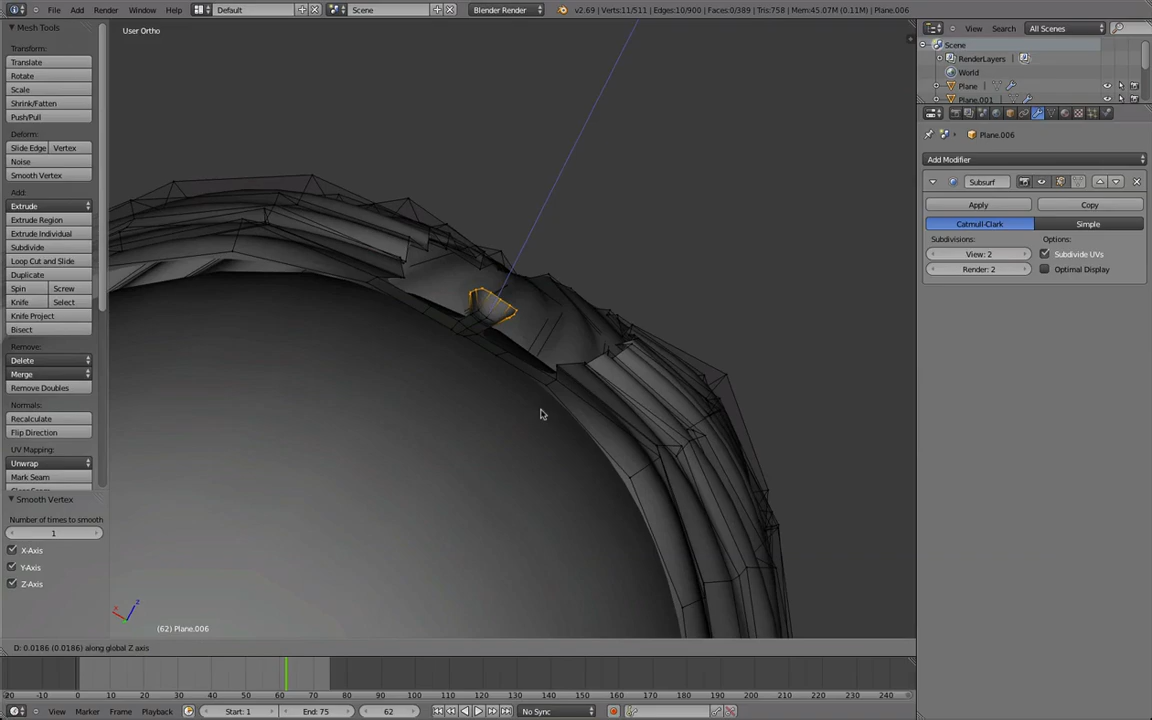 File Add Render Window Help Default Scene Blender Render v2.69 | Verts:11/511 | Edges:10/900 | Faces:0/389 | Tris:758 | Mem:45.07M (0.11M) | Plane.006
Mesh Tools
Transform:
Translate
Rotate
Scale
Shrink/Fatten
Push/Pull
Deform:
Slide Edge Vertex
Noise
Smooth Vertex
Add:
Extrude
Extrude Region
Extrude Individual
Subdivide
Loop Cut and Slide
Duplicate
Spin Screw
Knife Select
Knife Project
Bisect
Remove:
Delete
Merge
Remove Doubles
Normals:
Recalculate
Flip Direction
UV Mapping:
Unwrap
Mark Seam
Smooth Vertex
Number of times to smooth
1
X-Axis
Y-Axis
Z-Axis
User Ortho
x z
(62) Plane.006
D: 0.0186 (0.0186) along global Z axis
View Search All Scenes
Scene
RenderLayers
World
Plane
Plane.001
Plane.006
Add Modifier
Subsurf
Apply Copy
Catmull-Clark Simple
Subdivisions: Options:
View: 2 Subdivide UVs
Render: 2 Optimal Display
-20 -10 0 10 20 30 40 50 60 70 80 90 100 110 120 130 140 150 160 170 180 190 200 210 220 230 240
View Marker Frame Playback Start: 1 End: 75 62 No Sync